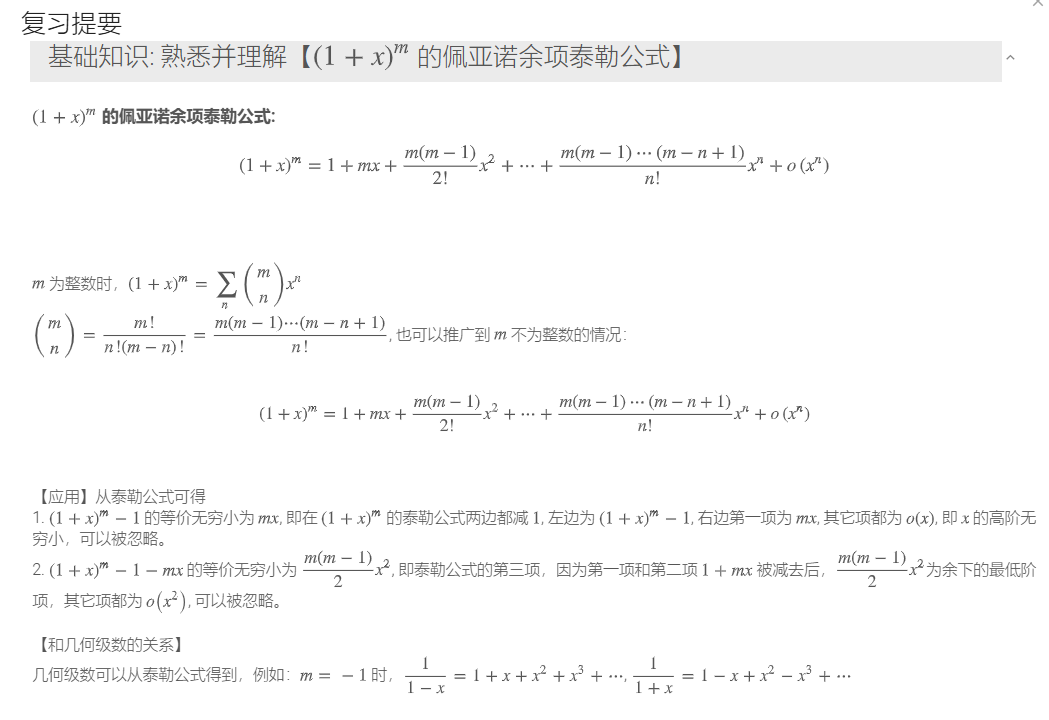 复习提要
基础知识: 熟悉并理解【(1 + x)^m 的佩亚诺余项泰勒公式】
(1 + x)^m 的佩亚诺余项泰勒公式:
(1 + x)^m = 1 + mx + \frac{m(m − 1)}{2!}x^2 + ⋯ + \frac{m(m − 1) ⋯ (m − n + 1)}{n!}x^n + o (x^n)
m 为整数时，(1 + x)^m = \sum_n \binom{m}{n} x^n
\binom{m}{n} = \frac{m!}{n!(m − n)!} = \frac{m(m − 1)⋯(m − n + 1)}{n!}, 也可以推广到 m 不为整数的情况：
(1 + x)^m = 1 + mx + \frac{m(m − 1)}{2!}x^2 + ⋯ + \frac{m(m − 1) ⋯ (m − n + 1)}{n!}x^n + o (x^n)
【应用】从泰勒公式可得
1. (1 + x)^m − 1 的等价无穷小为 mx, 即在 (1 + x)^m 的泰勒公式两边都减 1, 左边为 (1 + x)^m − 1, 右边第一项为 mx, 其它项都为 o(x), 即 x 的高阶无
穷小，可以被忽略。
2. (1 + x)^m − 1 − mx 的等价无穷小为 \frac{m(m − 1)}{2}x^2, 即泰勒公式的第三项，因为第一项和第二项 1 + mx 被减去后，\frac{m(m − 1)}{2}x^2 为余下的最低阶
项，其它项都为 o(x^2), 可以被忽略。
【和几何级数的关系】
几何级数可以从泰勒公式得到，例如：m = −1 时，\frac{1}{1 − x} = 1 + x + x^2 + x^3 + ⋯, \frac{1}{1 + x} = 1 − x + x^2 − x^3 + ⋯